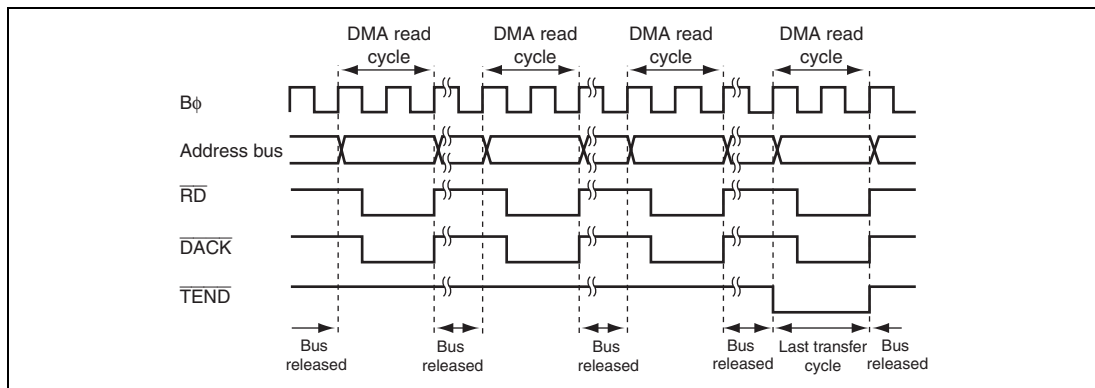 DMA read cycle
DMA read cycle
DMA read cycle
DMA read cycle
Bϕ
Address bus
RD
DACK
TEND
Bus released
Bus released
Bus released
Bus released
Last transfer cycle
Bus released